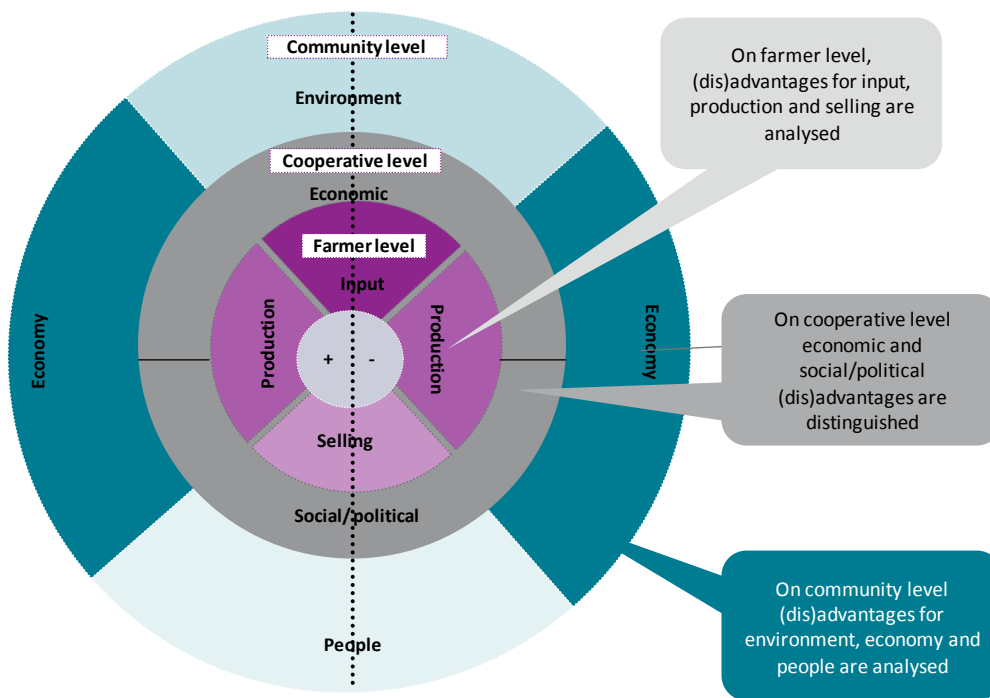 Community level
Environment
Cooperative level
Economic
Farmer level
Input
Production
Production
+
-
Selling
Social/political
People
Economy
Economy
On farmer level,
(dis)advantages for input,
production and selling are
analysed
On cooperative level
economic and
social/political
(dis)advantages are
distinguished
On community level
(dis)advantages for
environment, economy and
people are analysed